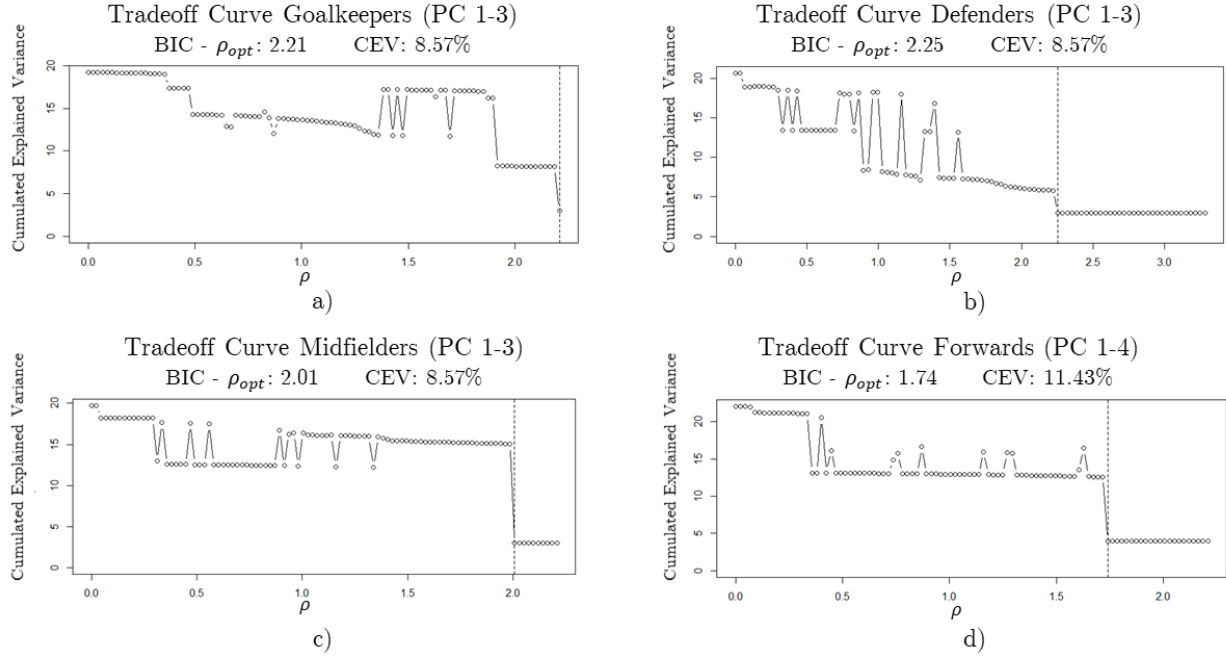 Tradeoff Curve Goalkeepers (PC 1-3)
BIC - ρopt: 2.21 CEV: 8.57%
Cumulated Explained Variance
20
15
10
5
0
0.0 0.5 1.0 1.5 2.0
ρ
a)
Tradeoff Curve Defenders (PC 1-3)
BIC - ρopt: 2.25 CEV: 8.57%
Cumulated Explained Variance
20
15
10
5
0
0.0 0.5 1.0 1.5 2.0 2.5 3.0
ρ
b)
Tradeoff Curve Midfielders (PC 1-3)
BIC - ρopt: 2.01 CEV: 8.57%
Cumulated Explained Variance
20
15
10
5
0
0.0 0.5 1.0 1.5 2.0
ρ
c)
Tradeoff Curve Forwards (PC 1-4)
BIC - ρopt: 1.74 CEV: 11.43%
Cumulated Explained Variance
20
15
10
5
0
0.0 0.5 1.0 1.5 2.0
ρ
d)